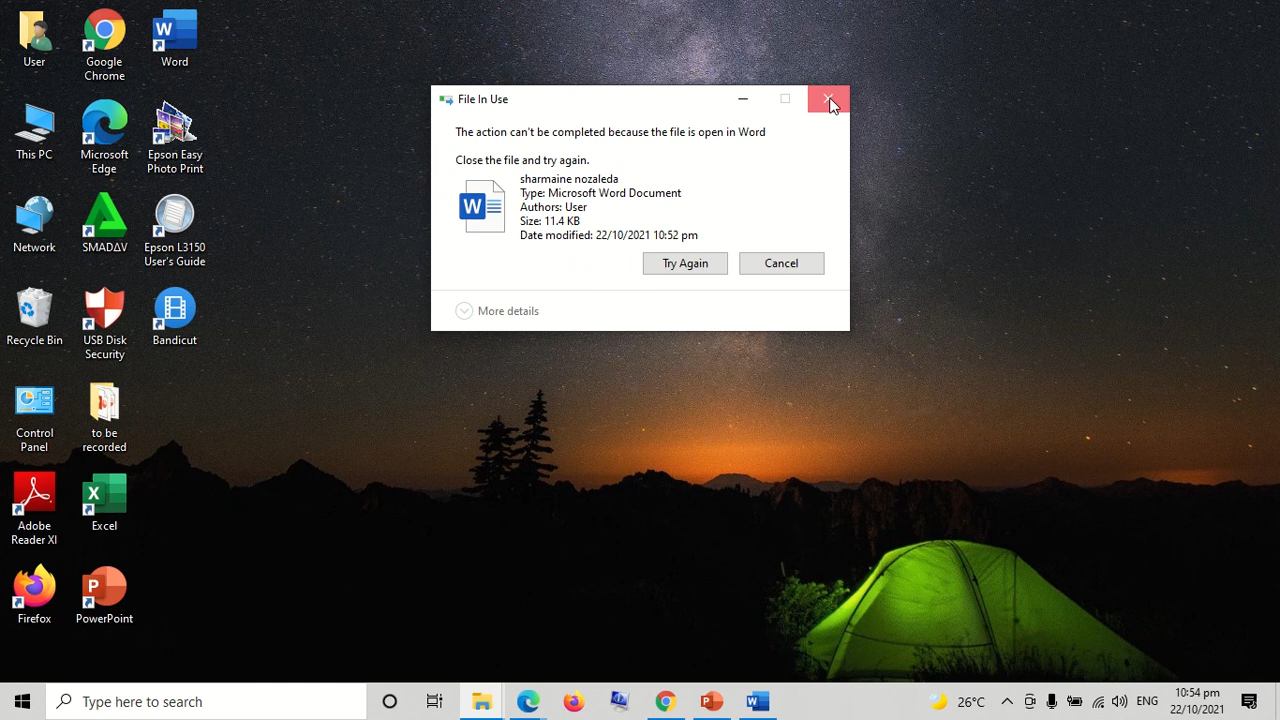 User
Google
Chrome
Word
This PC
Microsoft
Edge
Epson Easy
Photo Print
Network
SMADΔV
Epson L3150
User's Guide
Recycle Bin
USB Disk
Security
Bandicut
Control
Panel
to be
recorded
Adobe
Reader XI
Excel
Firefox
PowerPoint
File In Use
The action can't be completed because the file is open in Word
Close the file and try again.
sharmaine nozaleda
Type: Microsoft Word Document
Authors: User
Size: 11.4 KB
Date modified: 22/10/2021 10:52 pm
Try Again
Cancel
More details
Type here to search
26°C
ENG
10:54 pm
22/10/2021